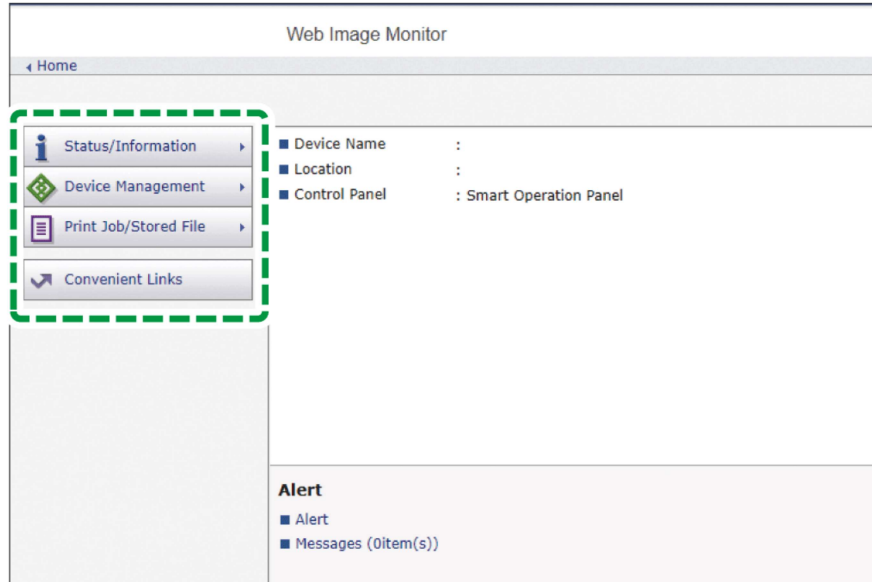 Web Image Monitor
Home
Status/Information
Device Management
Print Job/Stored File
Convenient Links
Device Name :
Location :
Control Panel : Smart Operation Panel
Alert
Alert
Messages (0item(s))